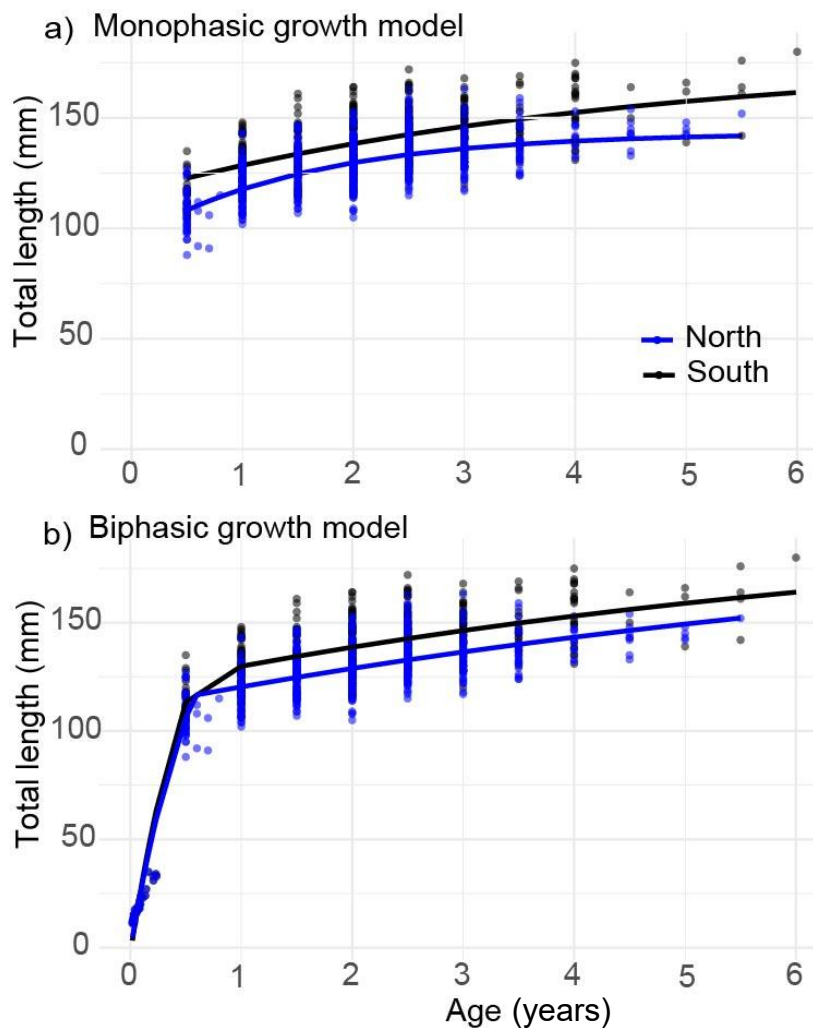 a) Monophasic growth model
Total length (mm)
150
100
50
0
North
South
0 1 2 3 4 5 6
b) Biphasic growth model
Total length (mm)
150
100
50
0
0 1 2 3 4 5 6
Age (years)